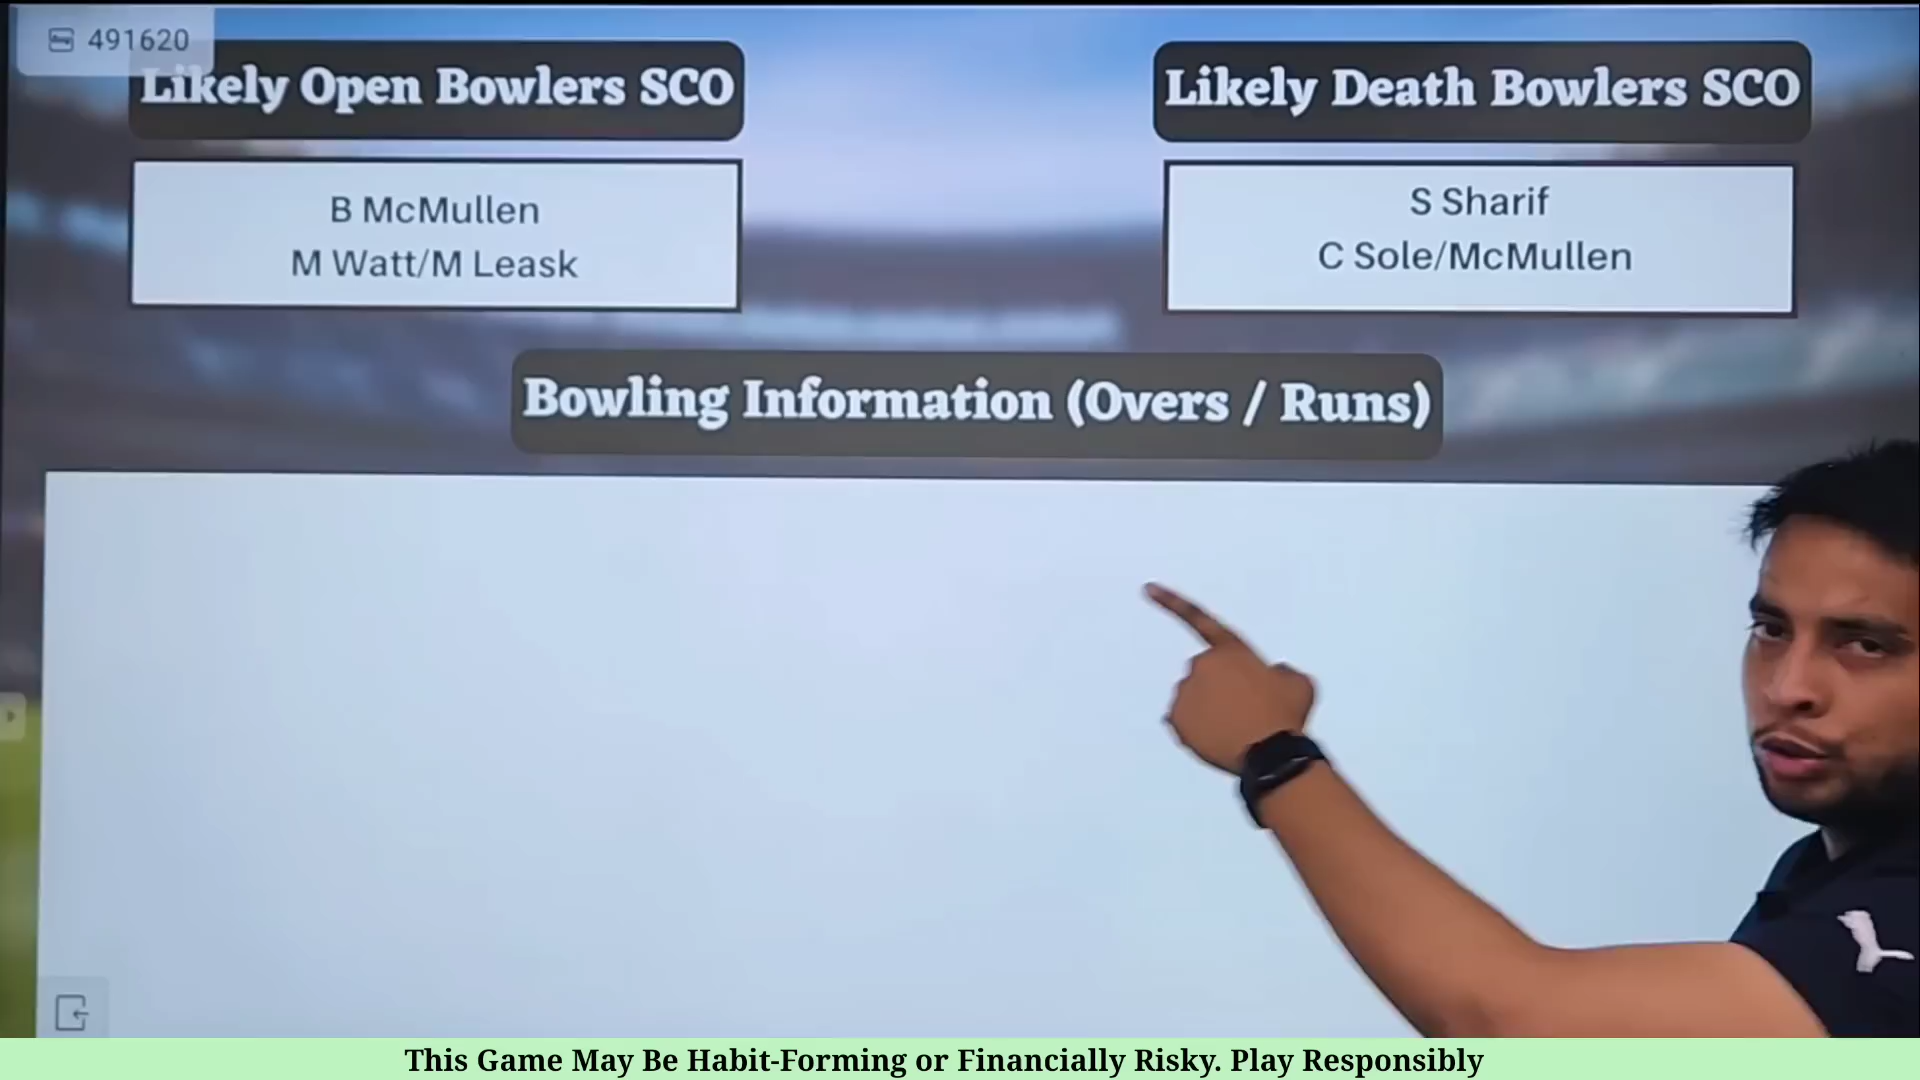 491620
Likely Open Bowlers SCO
Likely Death Bowlers SCO
B McMullen
M Watt/M Leask
S Sharif
C Sole/McMullen
Bowling Information (Overs / Runs)
This Game May Be Habit-Forming or Financially Risky. Play Responsibly